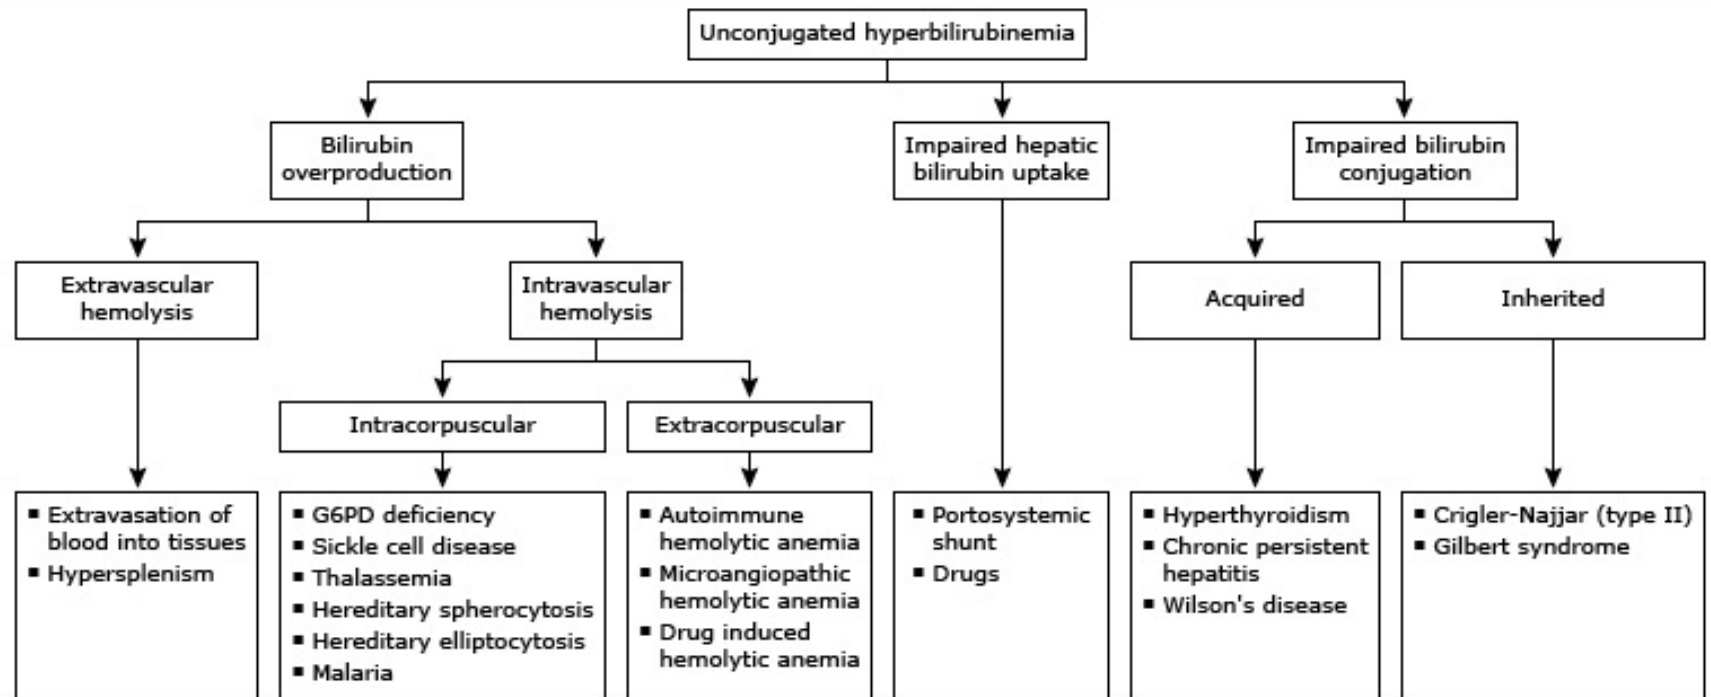 Unconjugated hyperbilirubinemia
Bilirubin
overproduction
Impaired hepatic
bilirubin uptake
Impaired bilirubin
conjugation
Extravascular
hemolysis
Intravascular
hemolysis
Acquired
Inherited
Intracorpuscular
Extracorpuscular
▪ Extravasation of
blood into tissues
▪ Hypersplenism
▪ G6PD deficiency
▪ Sickle cell disease
▪ Thalassemia
▪ Hereditary spherocytosis
▪ Hereditary elliptocytosis
▪ Malaria
▪ Autoimmune
hemolytic anemia
▪ Microangiopathic
hemolytic anemia
▪ Drug induced
hemolytic anemia
▪ Portosystemic
shunt
▪ Drugs
▪ Hyperthyroidism
▪ Chronic persistent
hepatitis
▪ Wilson's disease
▪ Crigler-Najjar (type II)
▪ Gilbert syndrome